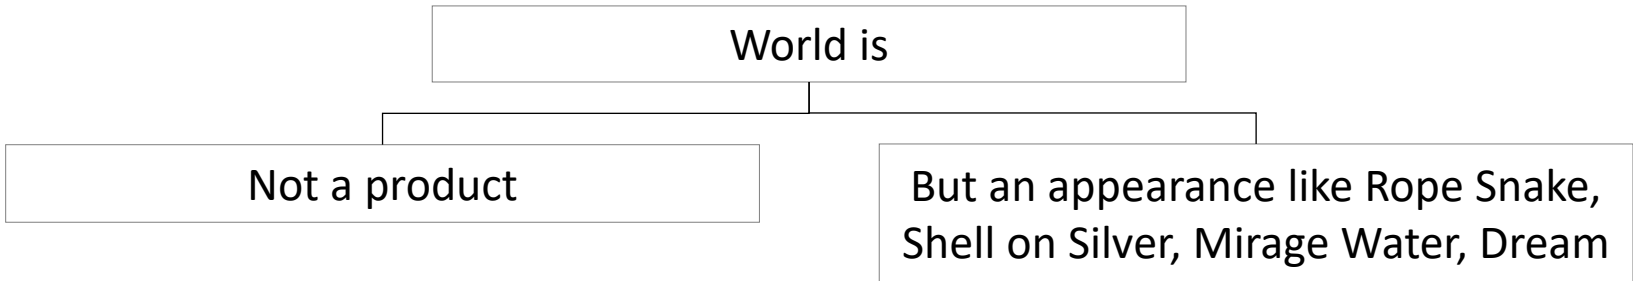 World is
Not a product
But an appearance like Rope Snake,
Shell on Silver, Mirage Water, Dream